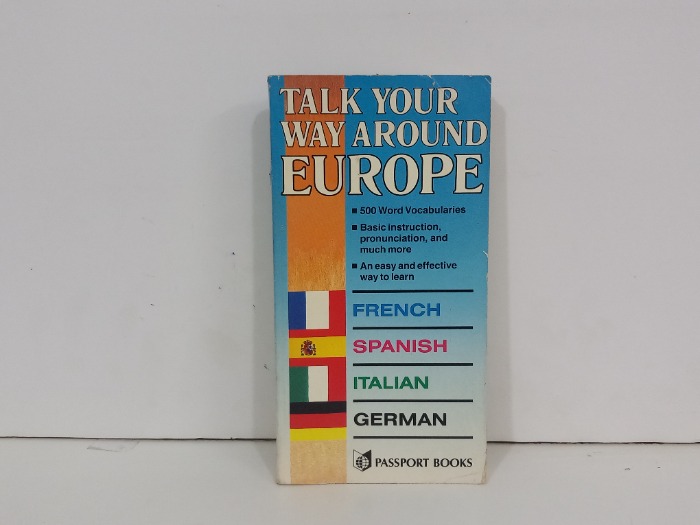 TALK YOUR
WAY AROUND
EUROPE
■ 500 Word Vocabularies
■ Basic instruction,
pronunciation, and
much more
■ An easy and effective
way to learn
FRENCH
SPANISH
ITALIAN
GERMAN
PASSPORT BOOKS